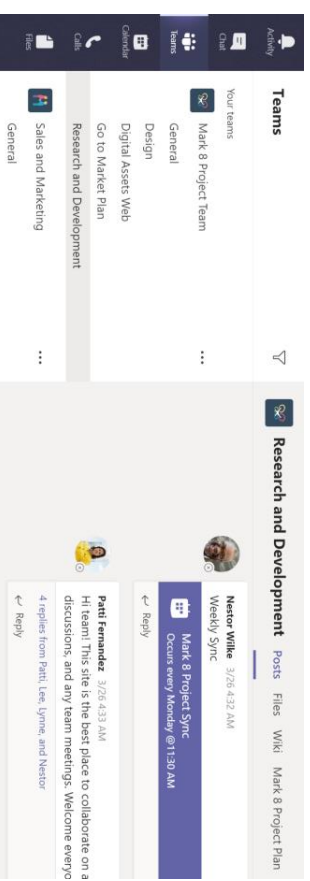 Activity
Chat
Teams
Calendar
Calls
Files
Teams
Your teams
Mark 8 Project Team
General
Design
Digital Assets Web
Go to Market Plan
Research and Development
Sales and Marketing
General
Research and Development Posts Files Wiki Mark 8 Project Plan
Nestor Wilke 3/26 4:32 AM
Weekly Sync
Mark 8 Project Sync
Occurs every Monday @11:30 AM
Reply
Patti Fernandez 3/26 4:33 AM
Hi team! This site is the best place to collaborate on a
discussions, and any team meetings. Welcome everyo
4 replies from Patti, Lee, Lynne, and Nestor
Reply